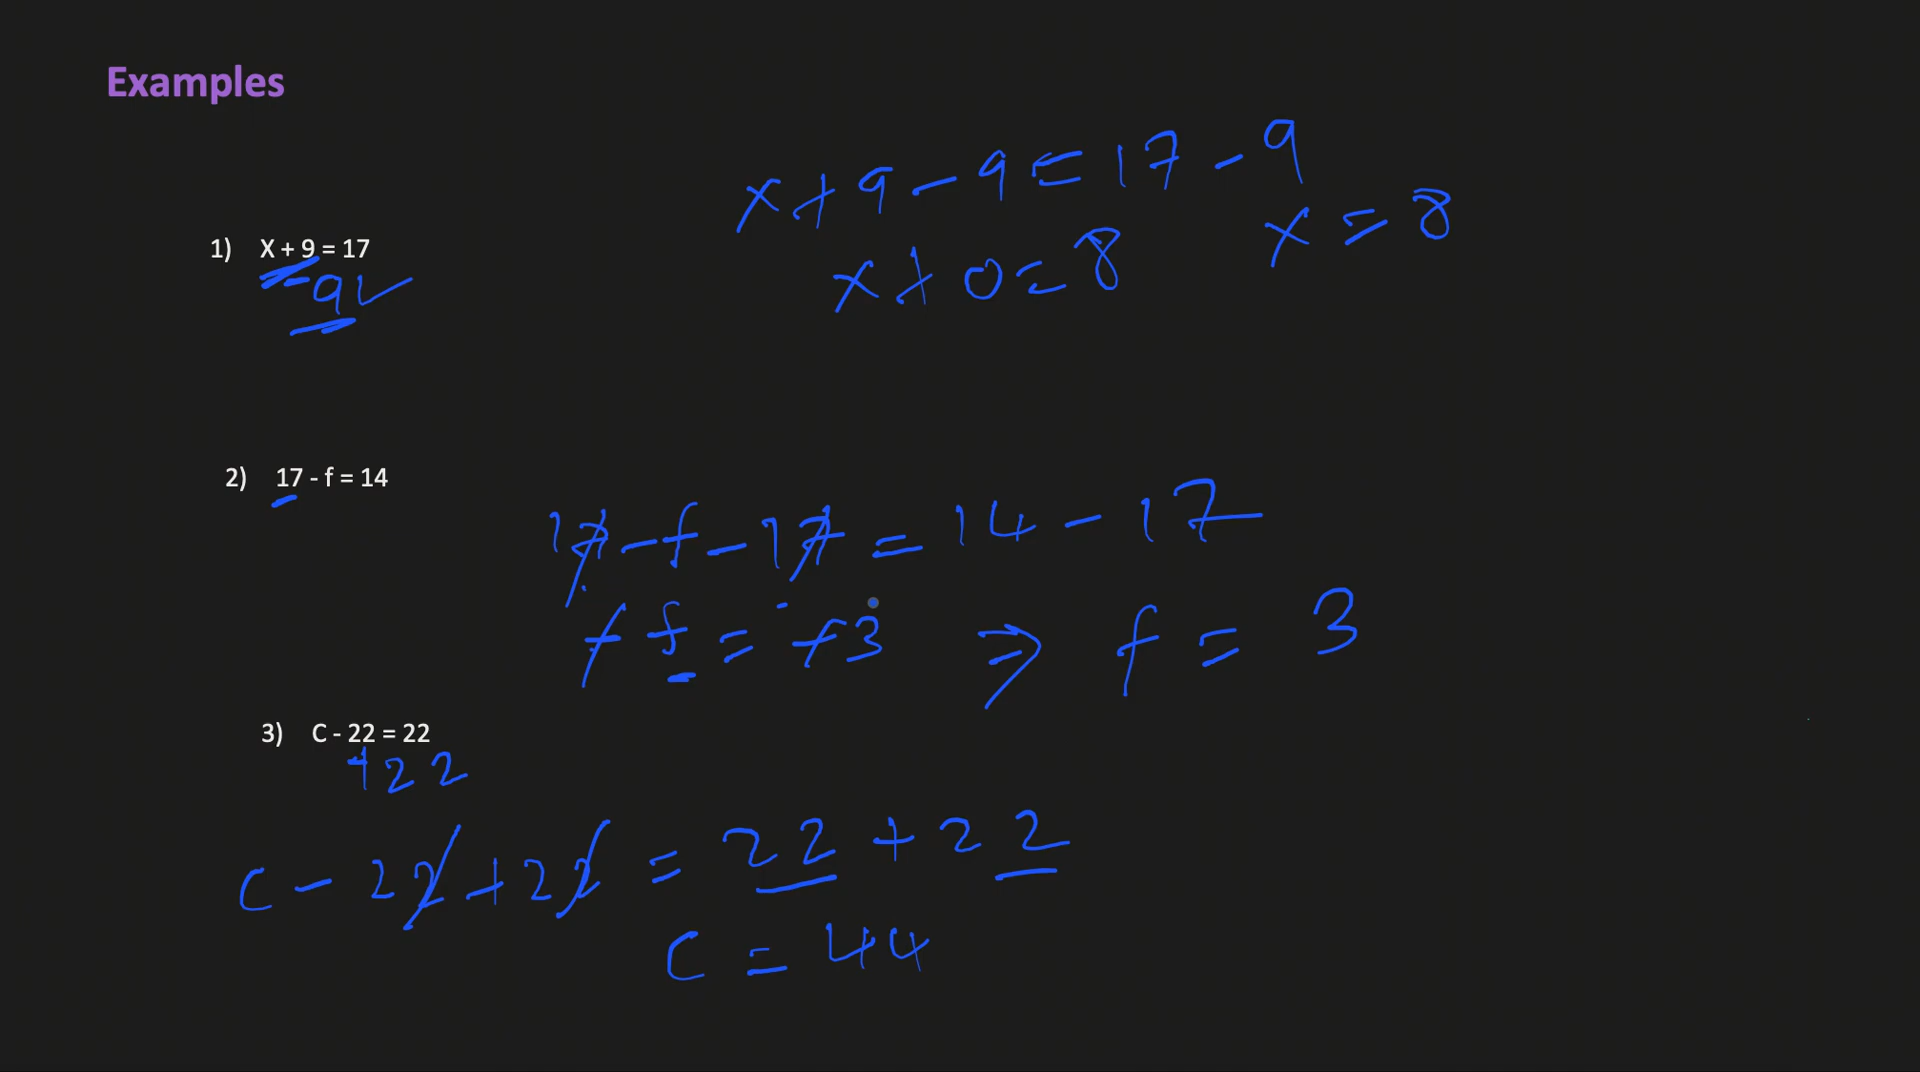 Examples
x + 9 - 9 = 17 - 9
1) X + 9 = 17
- 9
x + 0 = 8
x = 8
2) 17 - f = 14
17 - f - 17 = 14 - 17
f = 3 ⇒ f = 3
3) C - 22 = 22
+22
C - 22 + 22 = 22 + 22
C = 44